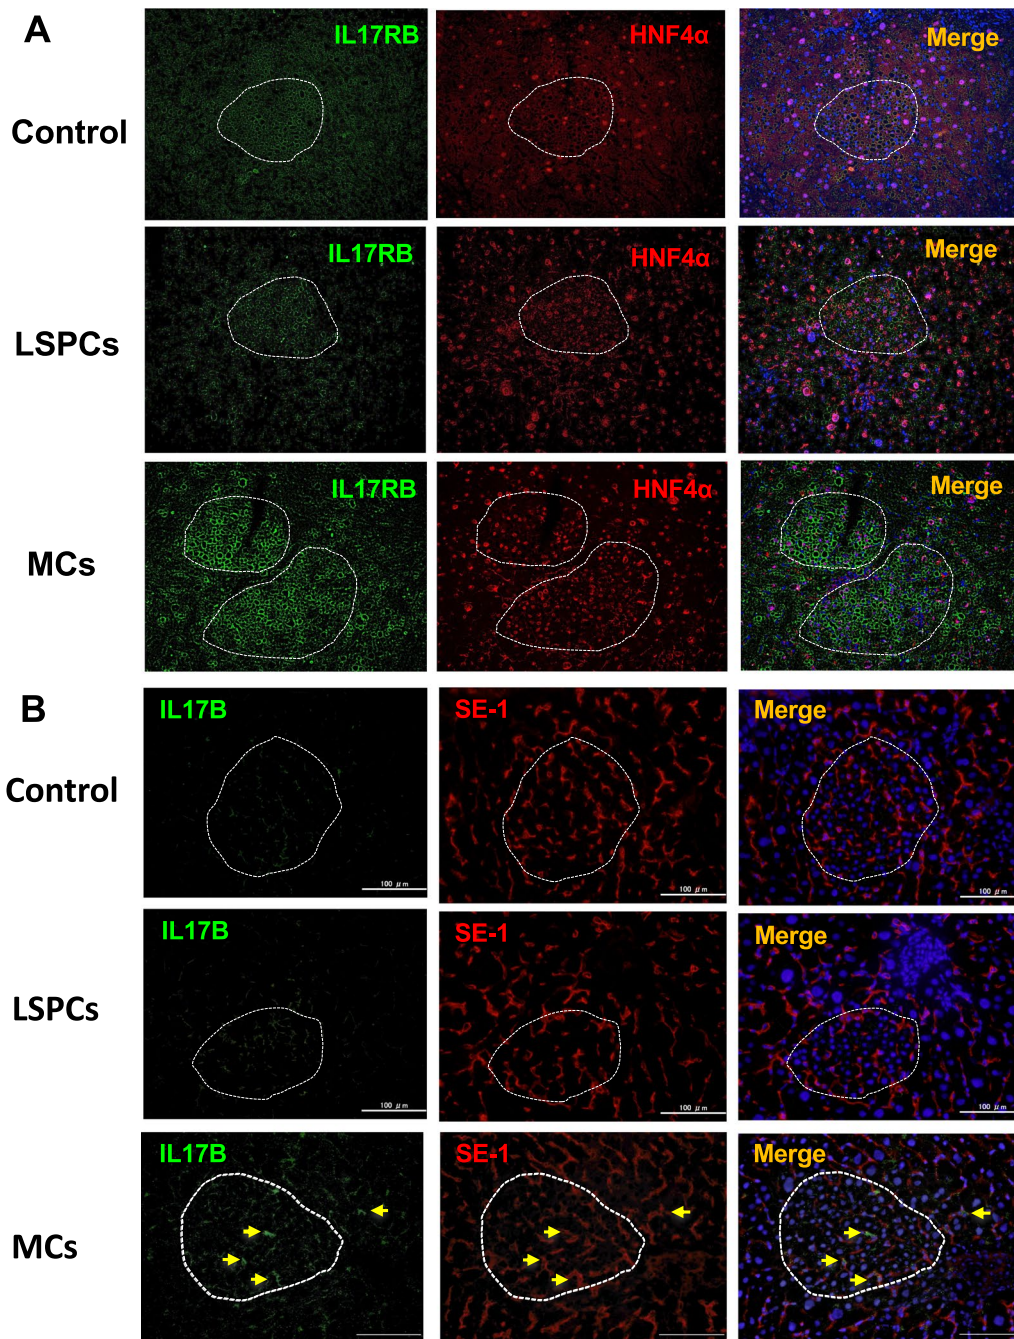 A
IL17RB HNF4α Merge
Control
IL17RB HNF4α Merge
LSPCs
IL17RB HNF4α Merge
MCs
B
IL17B SE-1 Merge
Control
100 μm 100 μm 100 μm
IL17B SE-1 Merge
LSPCs
100 μm 100 μm 100 μm
IL17B SE-1 Merge
MCs